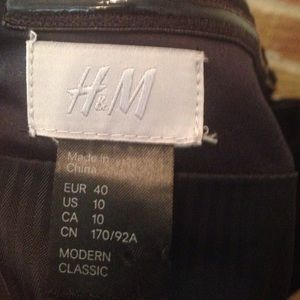 H&M
Made in
China
EUR 40
US 10
CA 10
CN 170/92A
MODERN
CLASSIC